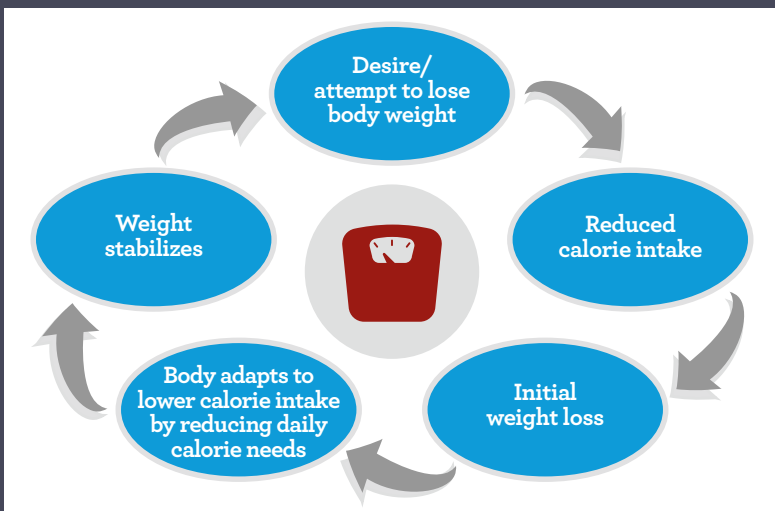 Desire/
attempt to lose
body weight
Reduced
calorie intake
Initial
weight loss
Body adapts to
lower calorie intake
by reducing daily
calorie needs
Weight
stabilizes